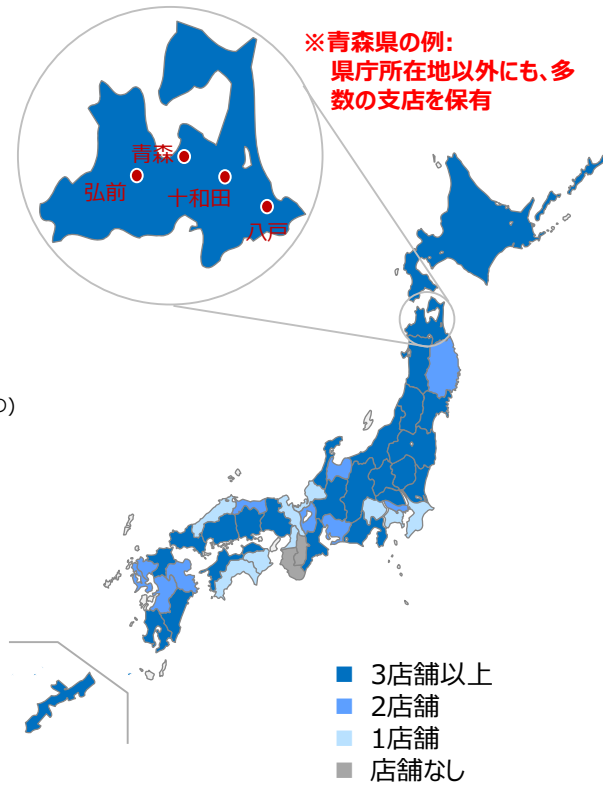 ※青森県の例:
県庁所在地以外にも、多
数の支店を保有
青森
弘前
十和田
八戸
)
3店舗以上
2店舗
1店舗
店舗なし